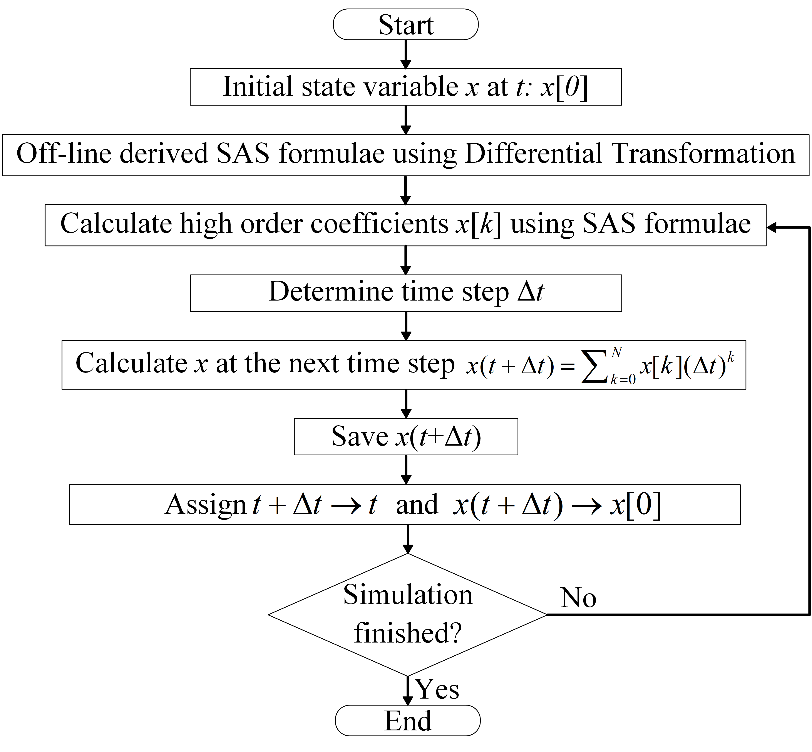 Start
Initial state variable x at t: x[0]
Off-line derived SAS formulae using Differential Transformation
Calculate high order coefficients x[k] using SAS formulae
Determine time step Δt
Calculate x at the next time step x(t + Δt) = ∑_{k=0}^{N} x[k](Δt)^k
Save x(t+Δt)
Assign t + Δt → t and x(t + Δt) → x[0]
Simulation
finished?
No
Yes
End